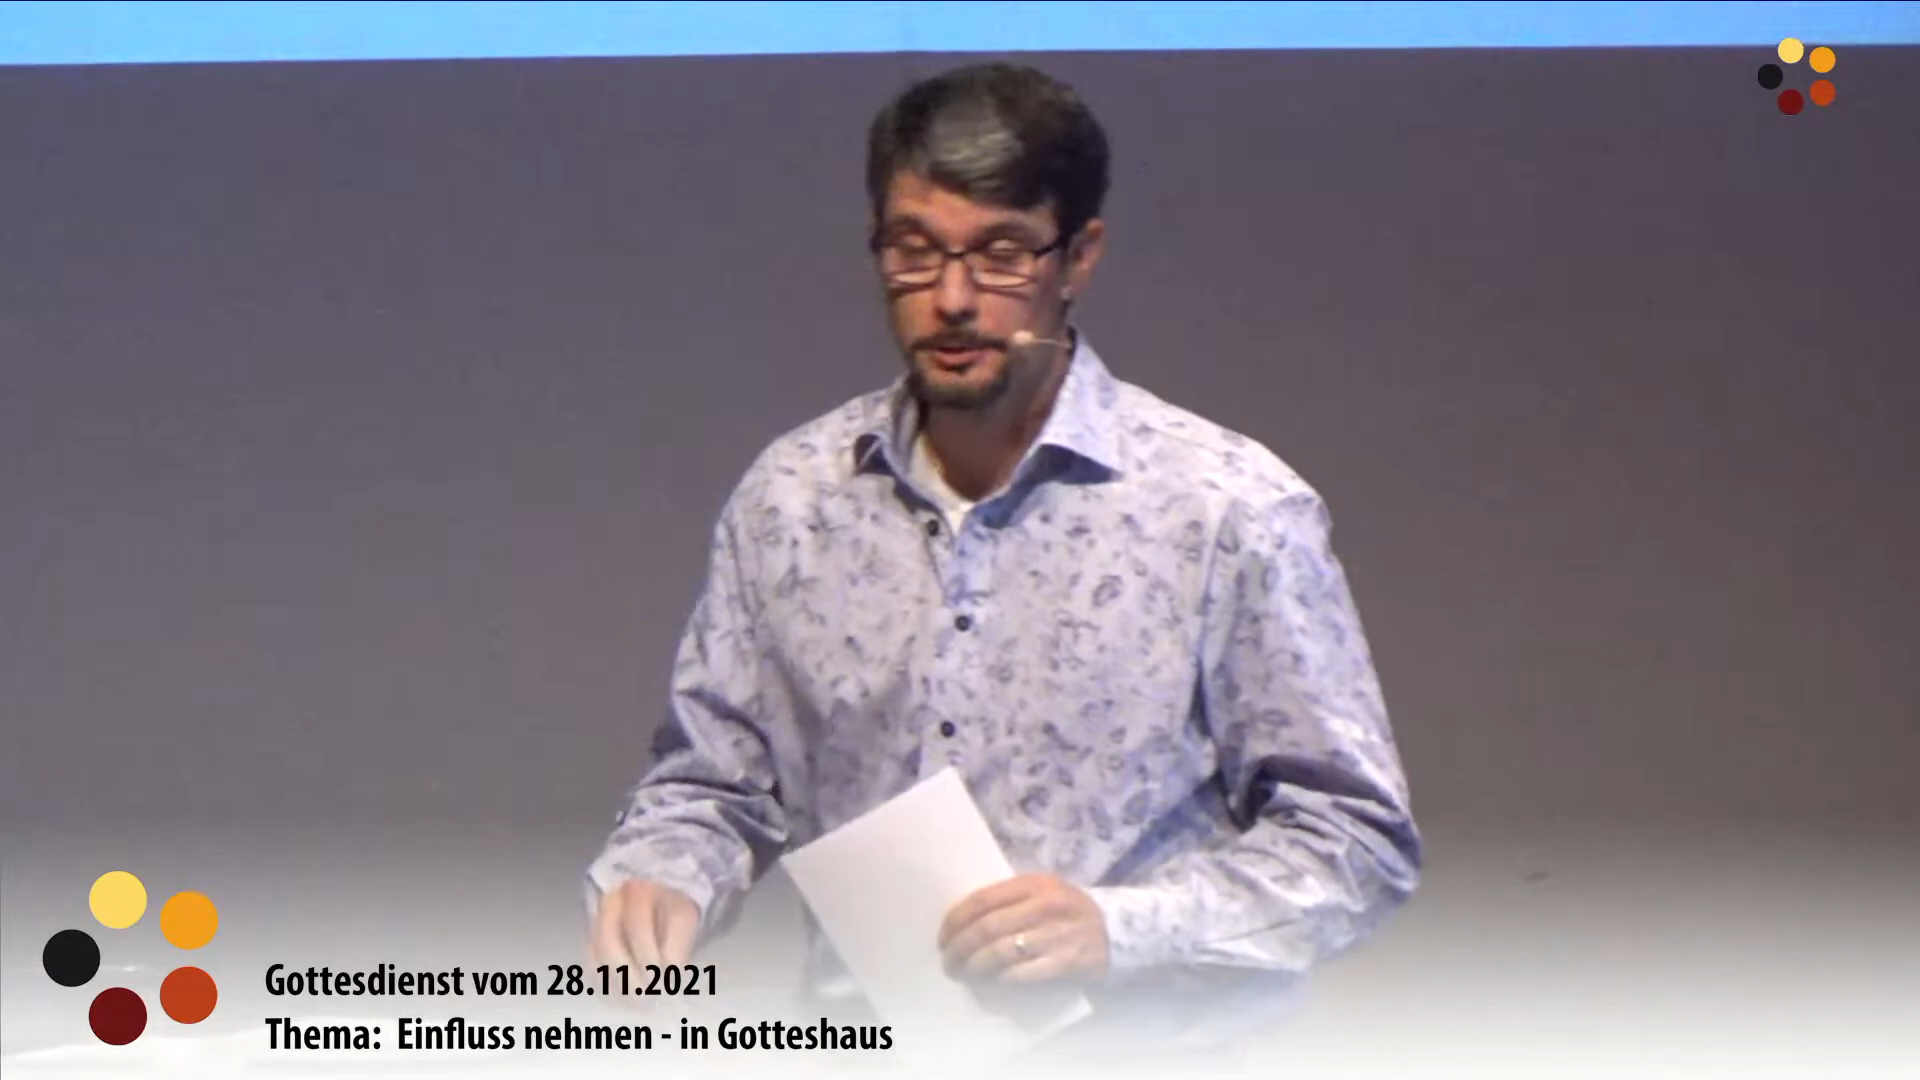 Gottesdienst vom 28.11.2021
Thema: Einfluss nehmen - in Gotteshaus